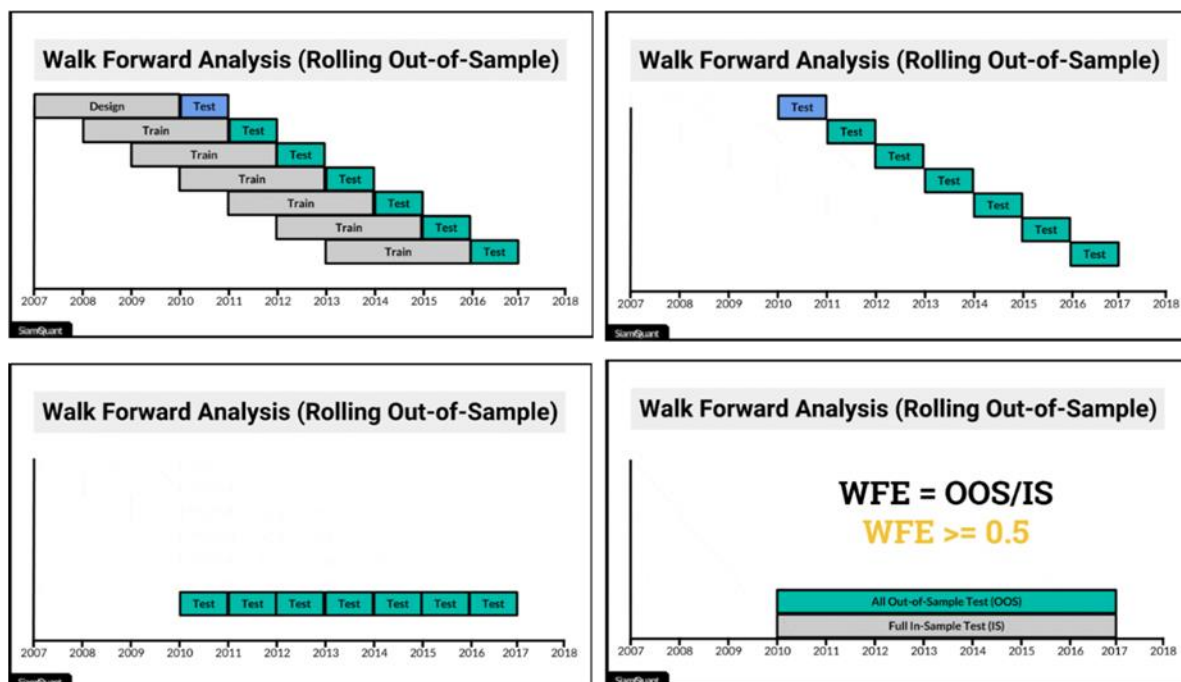 Walk Forward Analysis (Rolling Out-of-Sample)
Design Test
Train Test
Train Test
Train Test
Train Test
Train Test
Train Test
2007 2008 2009 2010 2011 2012 2013 2014 2015 2016 2017 2018
SiamQuant
Walk Forward Analysis (Rolling Out-of-Sample)
Test
Test
Test
Test
Test
Test
Test
2007 2008 2009 2010 2011 2012 2013 2014 2015 2016 2017 2018
SiamQuant
Walk Forward Analysis (Rolling Out-of-Sample)
Test Test Test Test Test Test Test
2007 2008 2009 2010 2011 2012 2013 2014 2015 2016 2017 2018
SiamQuant
Walk Forward Analysis (Rolling Out-of-Sample)
WFE = OOS/IS
WFE >= 0.5
All Out-of-Sample Test (OOS)
Full In-Sample Test (IS)
2007 2008 2009 2010 2011 2012 2013 2014 2015 2016 2017 2018
SiamQuant